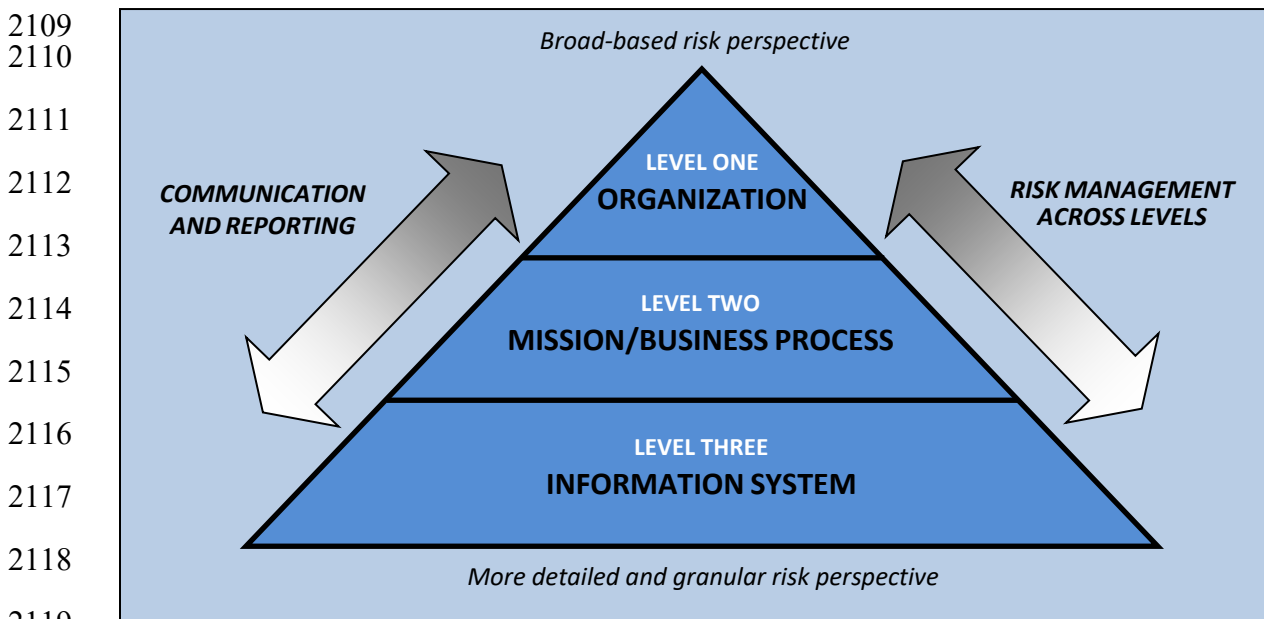 2109
Broad-based risk perspective
2110
2111
LEVEL ONE
2112
COMMUNICATION
AND REPORTING
ORGANIZATION
RISK MANAGEMENT
ACROSS LEVELS
2113
2114
LEVEL TWO
MISSION/BUSINESS PROCESS
2115
2116
LEVEL THREE
INFORMATION SYSTEM
2117
2118
More detailed and granular risk perspective
2119